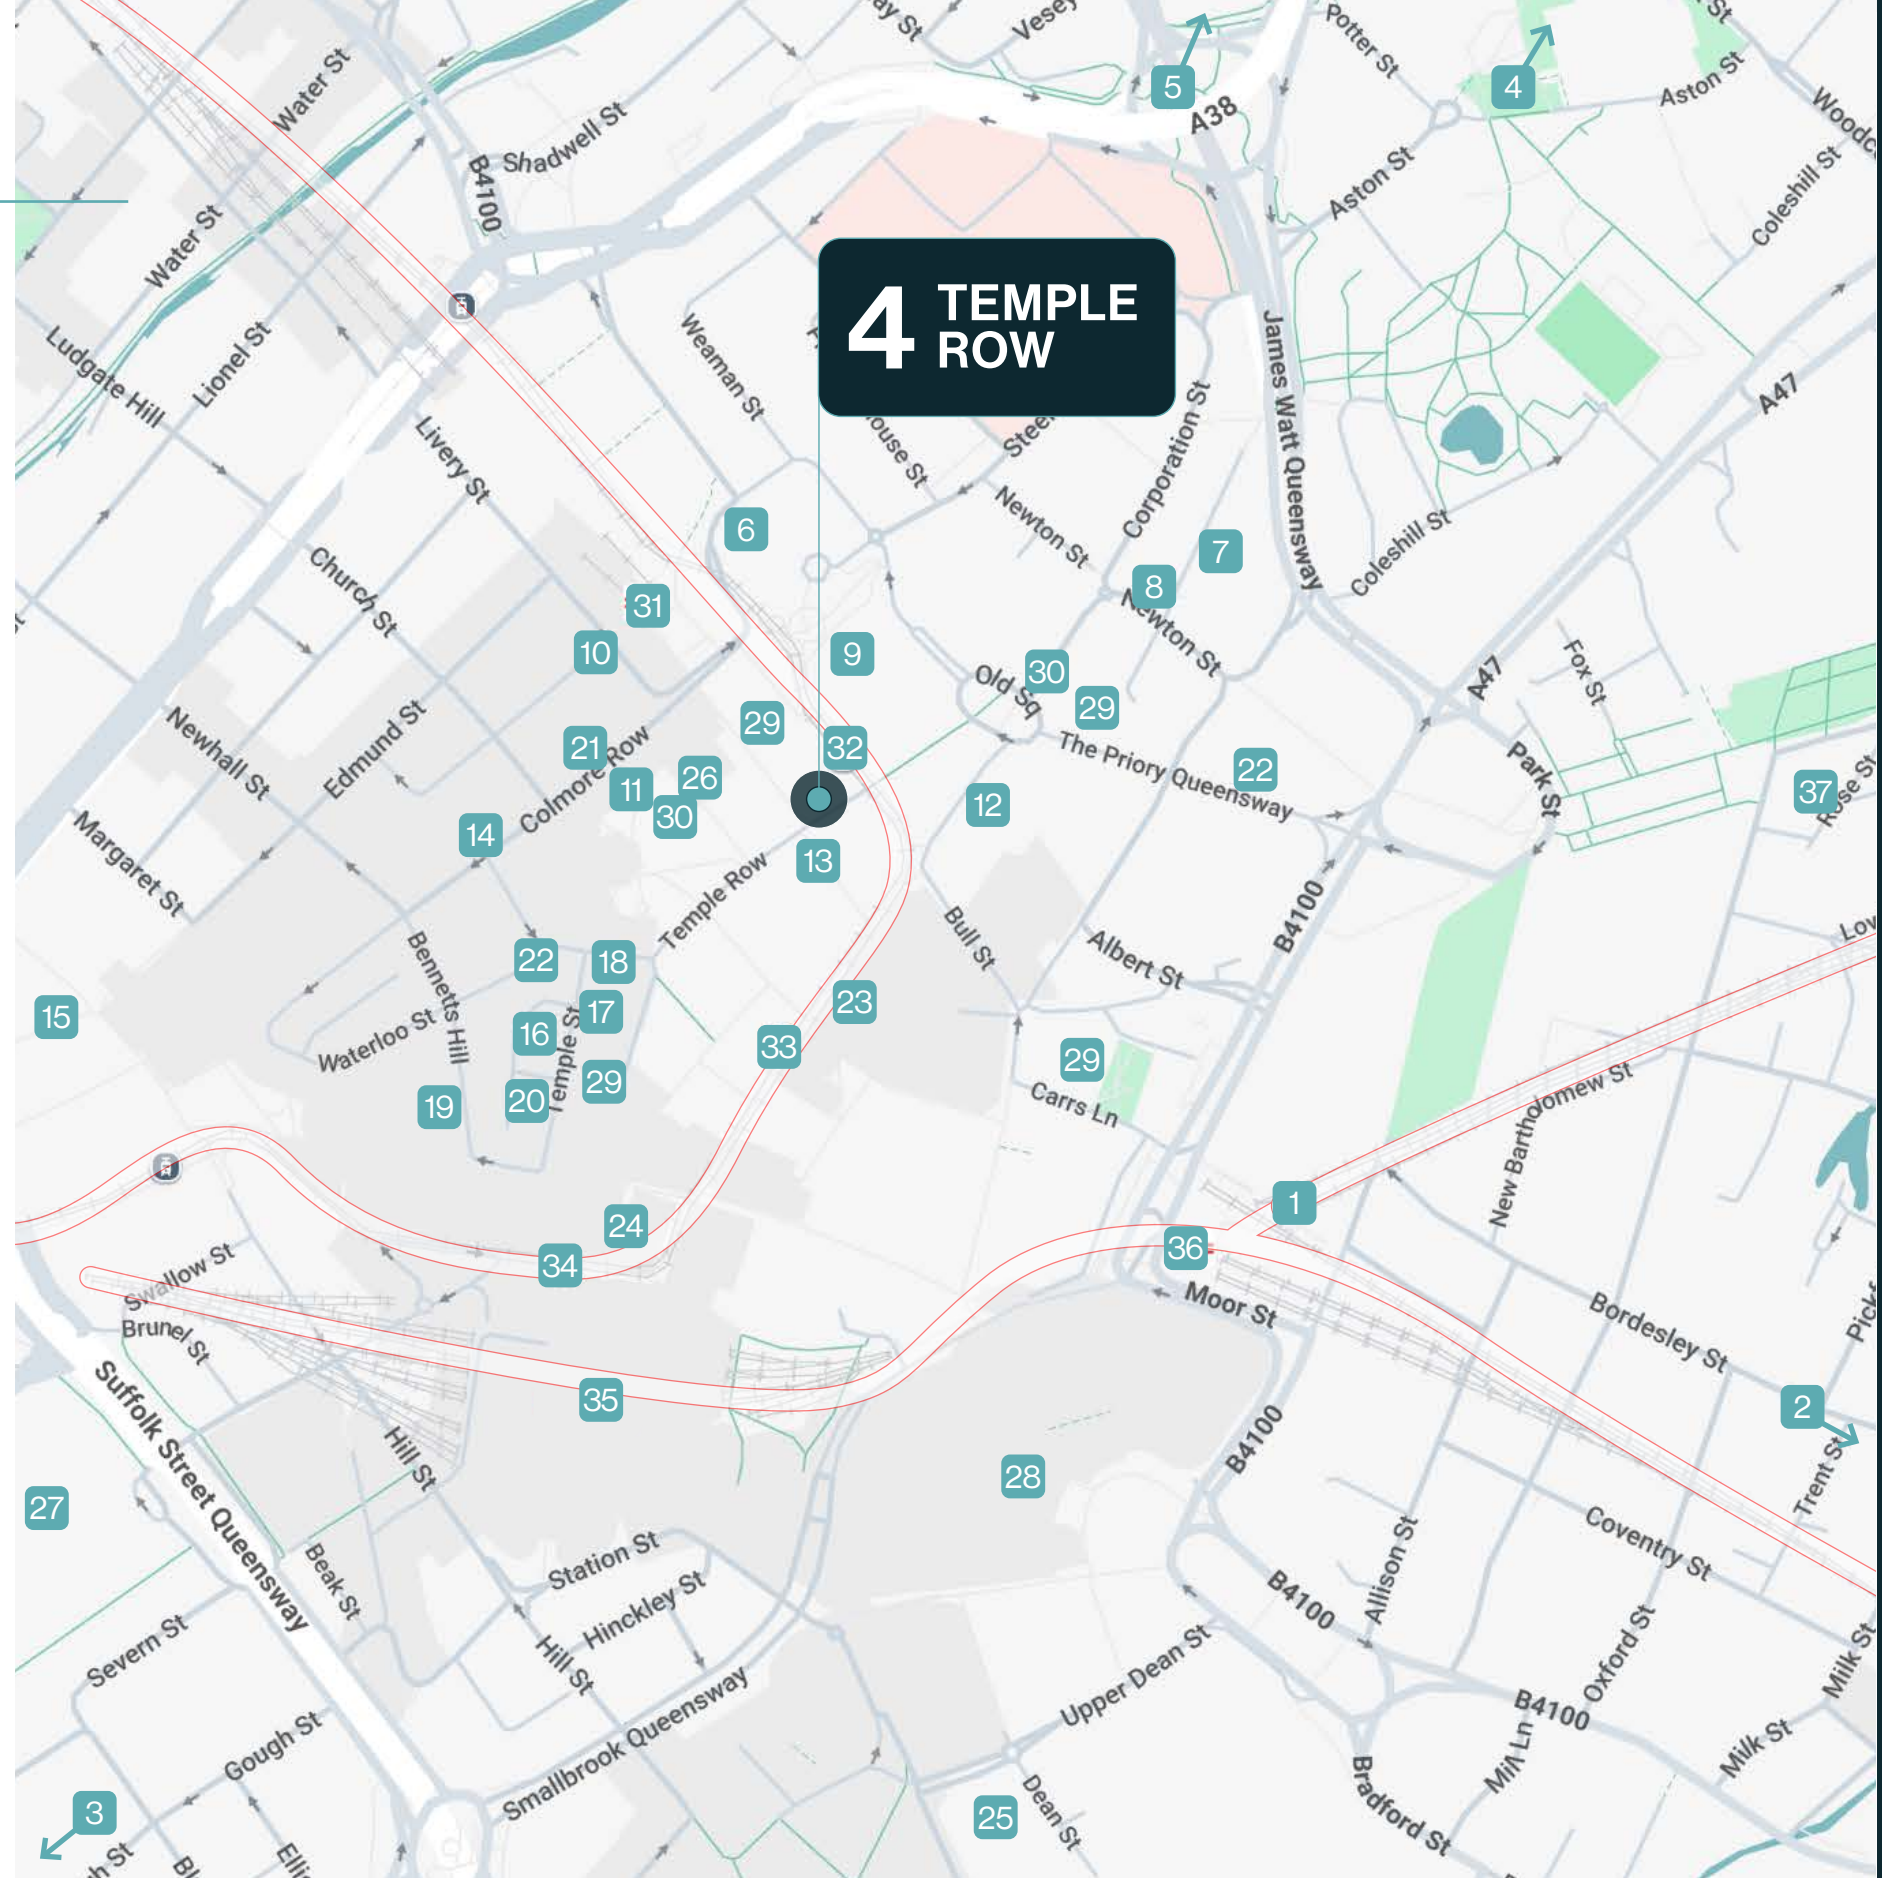 Vesey
Potter St
5
4
A38
Aston St
Water St
Shadwell St
B4100
Aston St
Coleshill St
Water St
4 TEMPLE
ROW
Ludgate Hill
Lionel St
Weaman St
James Watt Queensway
A47
Livery St
Corporation St
Newton St
6
7
Coleshill St
Church St
31
8
Newton St
10
9
Old Sq
30
29
Fox St
A47
Newhall St
Edmund St
21
29
32
The Priory Queensway
22
Park St
Colmore Row
11
26
30
12
37
Margaret St
14
13
Temple Row
B4100
Bull St
Albert St
Bennetts Hill
22
18
15
Waterloo St
16
17
23
33
Temple St
29
29
19
20
Carrs Ln
New Bartholomew St
24
34
1
36
Swallow St
Brunel St
Moor St
Bordesley St
Suffolk Street Queensway
35
2
Hill St
B4100
28
27
Trent St
Coventry St
Beak St
Station St
Allison St
Hinckley St
B4100
Severn St
Hill St
Upper Dean St
Oxford St
Milk St
Gough St
Smallbrook Queensway
B4100
Mill Ln
Milk St
3
25
Dean St
Bradford St